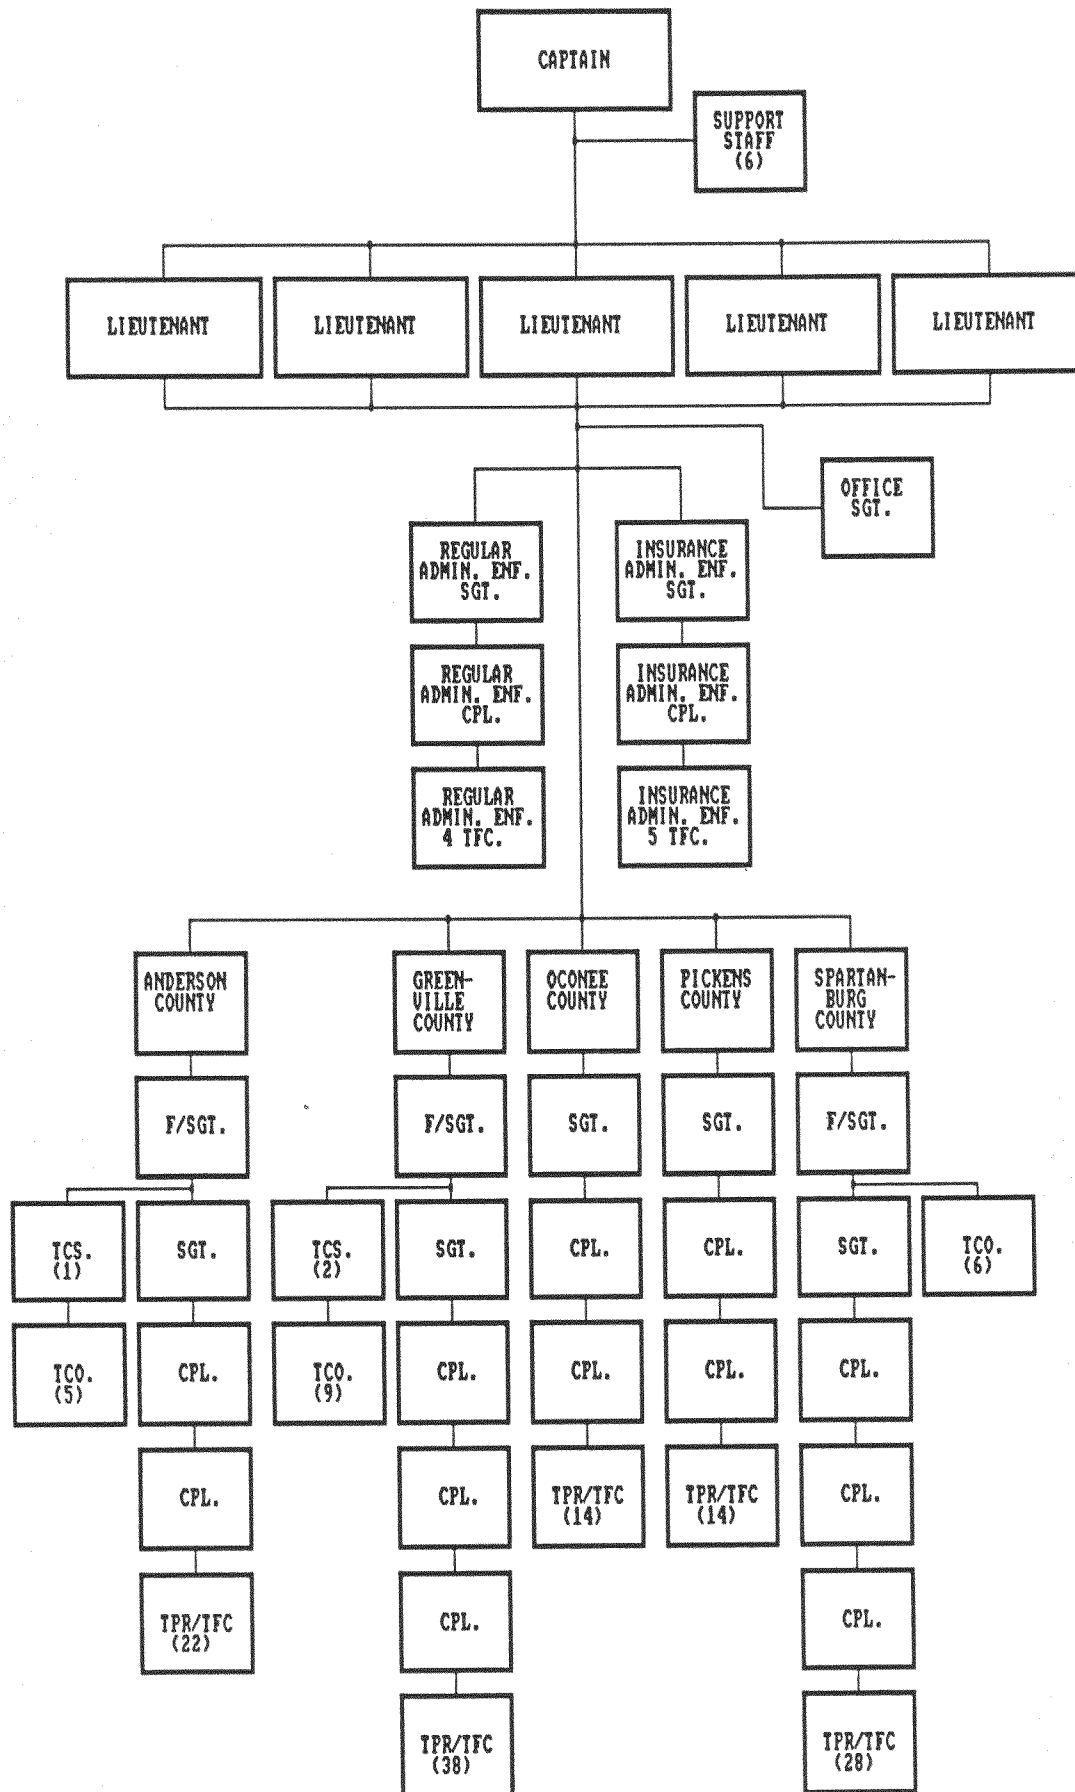 CAPTAIN
SUPPORT
STAFF
(6)
LIEUTENANT
LIEUTENANT
LIEUTENANT
LIEUTENANT
LIEUTENANT
OFFICE
SGT.
REGULAR
ADMIN. ENF.
SGT.
INSURANCE
ADMIN. ENF.
SGT.
REGULAR
ADMIN. ENF.
CPL.
INSURANCE
ADMIN. ENF.
CPL.
REGULAR
ADMIN. ENF.
4 TFC.
INSURANCE
ADMIN. ENF.
5 TFC.
ANDERSON
COUNTY
GREEN-
VILLE
COUNTY
OCONEE
COUNTY
PICKENS
COUNTY
SPARTAN-
BURG
COUNTY
F/SGT.
F/SGT.
SGT.
SGT.
F/SGT.
TCS.
(1)
SGT.
TCS.
(2)
SGT.
CPL.
CPL.
SGT.
TCO.
(6)
TCO.
(5)
CPL.
TCO.
(9)
CPL.
CPL.
CPL.
CPL.
CPL.
CPL.
TPR/TFC
(14)
TPR/TFC
(14)
CPL.
TPR/TFC
(22)
CPL.
CPL.
TPR/TFC
(38)
TPR/TFC
(28)